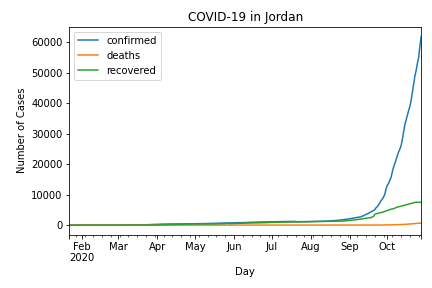 COVID-19 in Jordan
confirmed
deaths
recovered
60000
50000
40000
30000
20000
10000
0
Number of Cases
Feb Mar Apr May Jun Jul Aug Sep Oct
2020
Day